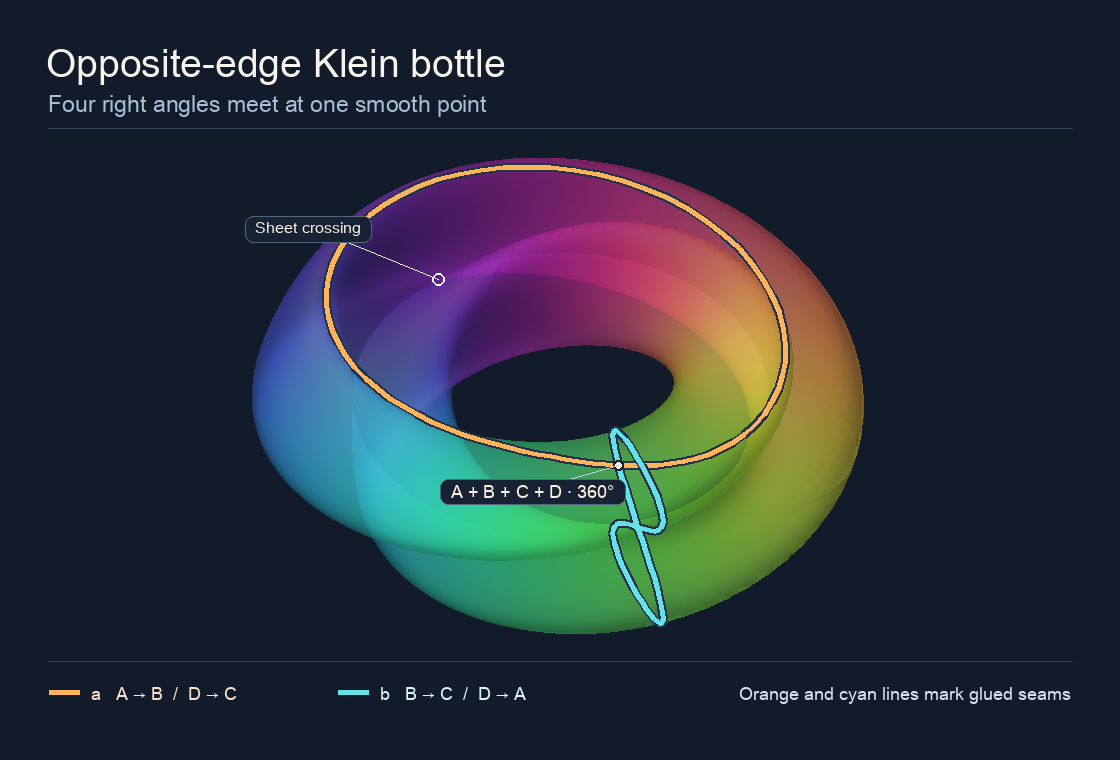 Opposite-edge Klein bottle
Four right angles meet at one smooth point
Sheet crossing
A + B + C + D · 360°
a A→B / D→C
b B→C / D→A
Orange and cyan lines mark glued seams